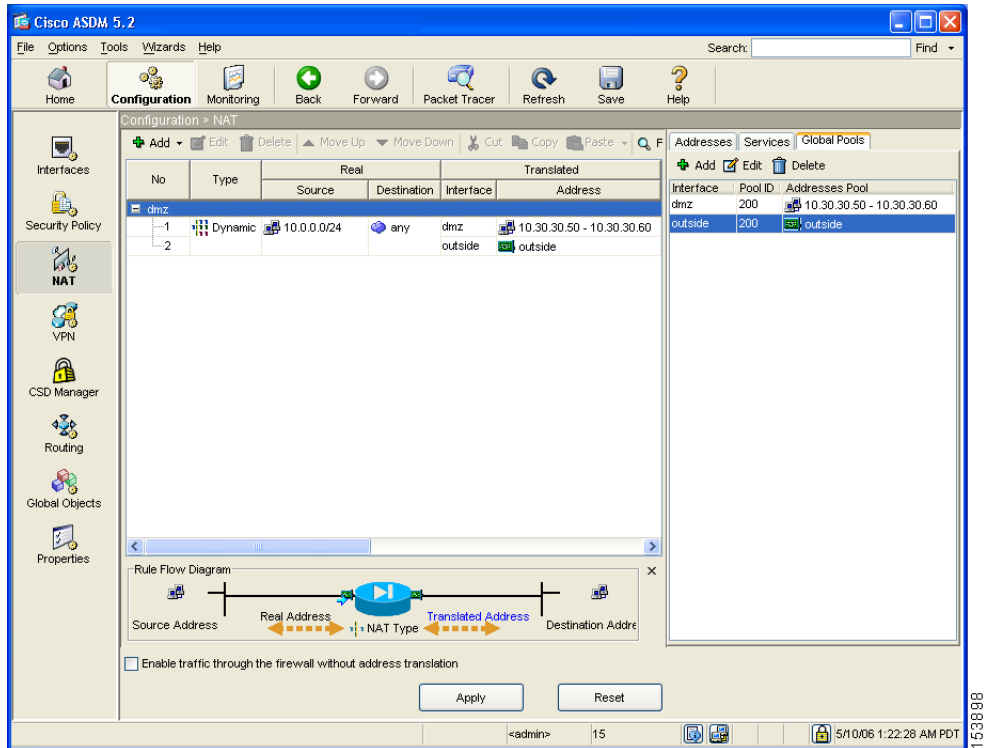 Cisco ASDM 5.2
File Options Tools Wizards Help Search: Find
Home Configuration Monitoring Back Forward Packet Tracer Refresh Save Help
Configuration > NAT
Interfaces
Security Policy
NAT
VPN
CSD Manager
Routing
Global Objects
Properties
Add Edit Delete Move Up Move Down Cut Copy Paste F
No Type Real Translated
Source Destination Interface Address
dmz
1 Dynamic 10.0.0.0/24 any dmz 10.30.30.50 - 10.30.30.60
2 outside outside
Addresses Services Global Pools
Add Edit Delete
Interface Pool ID Addresses Pool
dmz 200 10.30.30.50 - 10.30.30.60
outside 200 outside
Rule Flow Diagram
Source Address Real Address NAT Type Translated Address Destination Addre
Enable traffic through the firewall without address translation
Apply Reset
<admin> 15 5/10/06 1:22:28 AM PDT
153898